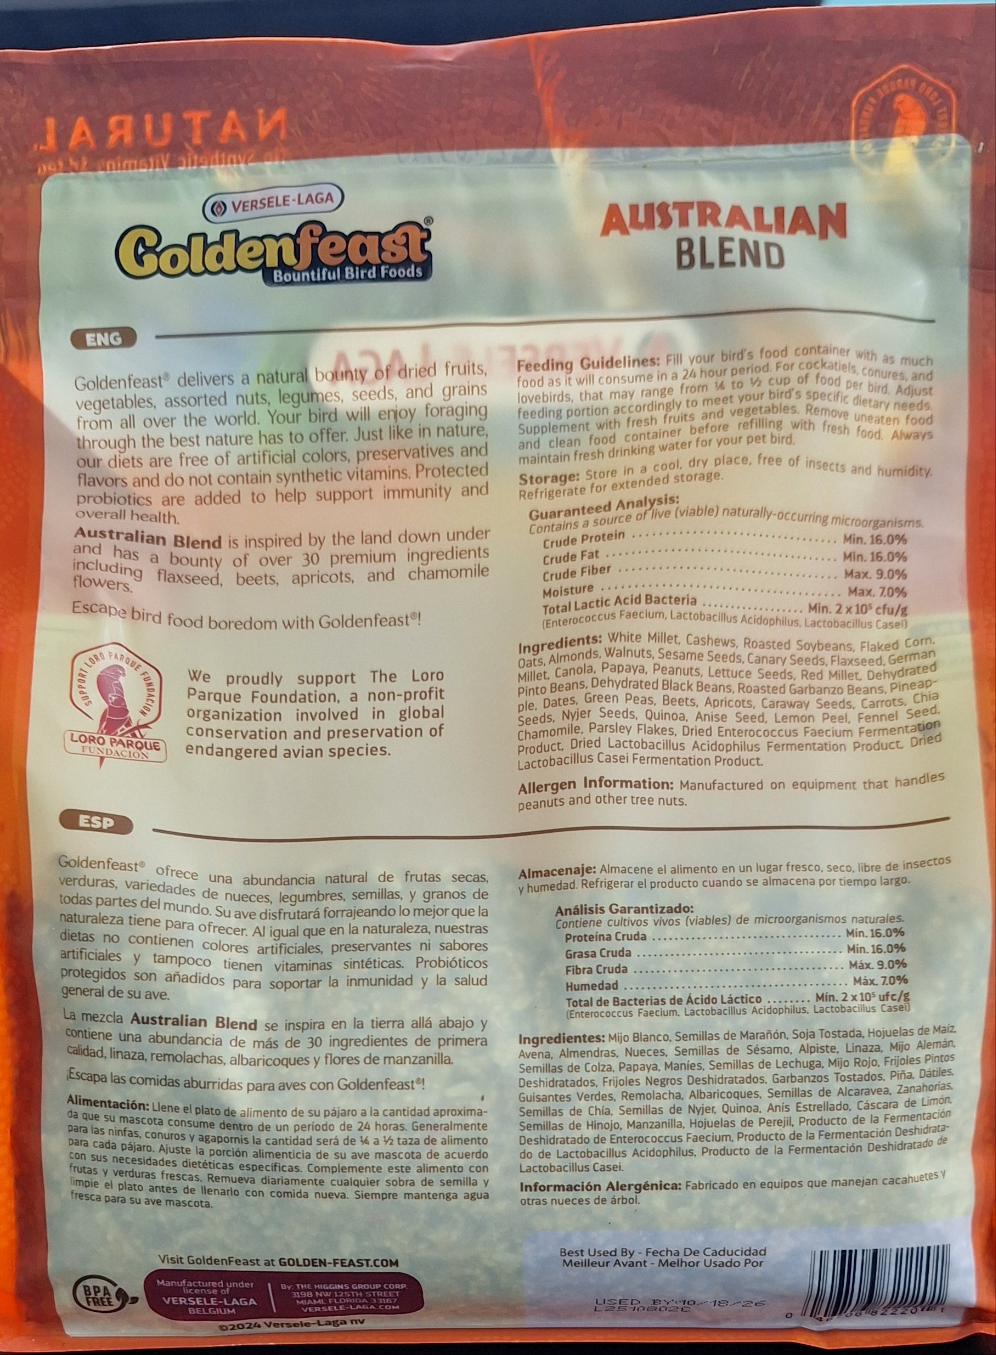 NATURAL
VERSELE-LAGA
Goldenfeast®
Bountiful Bird Foods
AUSTRALIAN
BLEND
ENG
Goldenfeast® delivers a natural bounty of dried fruits,
vegetables, assorted nuts, legumes, seeds, and grains
from all over the world. Your bird will enjoy foraging
through the best nature has to offer. Just like in nature,
our diets are free of artificial colors, preservatives and
flavors and do not contain synthetic vitamins. Protected
probiotics are added to help support immunity and
overall health.
Australian Blend is inspired by the land down under
and has a bounty of over 30 premium ingredients
including flaxseed, beets, apricots, and chamomile
flowers.
Escape bird food boredom with Goldenfeast®!
SUPPORT LORO PARQUE FUNDACIÓN
LORO PARQUE
FUNDACIÓN
We proudly support The Loro
Parque Foundation, a non-profit
organization involved in global
conservation and preservation of
endangered avian species.
Feeding Guidelines: Fill your bird's food container with as much
food as it will consume in a 24 hour period. For cockatiels, conures, and
lovebirds, that may range from ¼ to ½ cup of food per bird. Adjust
feeding portion accordingly to meet your bird's specific dietary needs.
Supplement with fresh fruits and vegetables. Remove uneaten food
and clean food container before refilling with fresh food. Always
maintain fresh drinking water for your pet bird.
Storage: Store in a cool, dry place, free of insects and humidity.
Refrigerate for extended storage.
Guaranteed Analysis:
Contains a source of live (viable) naturally-occurring microorganisms.
Crude Protein ........ Min. 16.0%
Crude Fat ........ Min. 16.0%
Crude Fiber ........ Max. 9.0%
Moisture ........ Max. 7.0%
Total Lactic Acid Bacteria ........ Min. 2 x 10⁵ cfu/g
(Enterococcus Faecium, Lactobacillus Acidophilus, Lactobacillus Casei)
Ingredients: White Millet, Cashews, Roasted Soybeans, Flaked Corn,
Oats, Almonds, Walnuts, Sesame Seeds, Canary Seeds, Flaxseed, German
Millet, Canola, Papaya, Peanuts, Lettuce Seeds, Red Millet, Dehydrated
Pinto Beans, Dehydrated Black Beans, Roasted Garbanzo Beans, Pineap-
ple, Dates, Green Peas, Beets, Apricots, Caraway Seeds, Carrots, Chia
Seeds, Nyjer Seeds, Quinoa, Anise Seed, Lemon Peel, Fennel Seed,
Chamomile, Parsley Flakes, Dried Enterococcus Faecium Fermentation
Product, Dried Lactobacillus Acidophilus Fermentation Product, Dried
Lactobacillus Casei Fermentation Product.
Allergen Information: Manufactured on equipment that handles
peanuts and other tree nuts.
ESP
Goldenfeast® ofrece una abundancia natural de frutas secas,
verduras, variedades de nueces, legumbres, semillas, y granos de
todas partes del mundo. Su ave disfrutará forrajeando lo mejor que la
naturaleza tiene para ofrecer. Al igual que en la naturaleza, nuestras
dietas no contienen colores artificiales, preservantes ni sabores
artificiales y tampoco tienen vitaminas sintéticas. Probióticos
protegidos son añadidos para soportar la inmunidad y la salud
general de su ave.
La mezcla Australian Blend se inspira en la tierra allá abajo y
contiene una abundancia de más de 30 ingredientes de primera
calidad, linaza, remolachas, albaricoques y flores de manzanilla.
¡Escapa las comidas aburridas para aves con Goldenfeast®!
Alimentación: Llene el plato de alimento de su pájaro a la cantidad aproxima-
da que su mascota consume dentro de un período de 24 horas. Generalmente
para las ninfas, conuros y agapornis la cantidad será de ¼ a ½ taza de alimento
para cada pájaro. Ajuste la porción alimenticia de su ave mascota de acuerdo
con sus necesidades dietéticas específicas. Complemente este alimento con
frutas y verduras frescas. Remueva diariamente cualquier sobra de semilla y
limpie el plato antes de llenarlo con comida nueva. Siempre mantenga agua
fresca para su ave mascota.
Almacenaje: Almacene el alimento en un lugar fresco, seco, libre de insectos
y humedad. Refrigerar el producto cuando se almacena por tiempo largo.
Análisis Garantizado:
Contiene cultivos vivos (viables) de microorganismos naturales.
Proteína Cruda ........ Mín. 16.0%
Grasa Cruda ........ Mín. 16.0%
Fibra Cruda ........ Máx. 9.0%
Humedad ........ Máx. 7.0%
Total de Bacterias de Ácido Láctico ........ Mín. 2 x 10⁵ ufc/g
(Enterococcus Faecium, Lactobacillus Acidophilus, Lactobacillus Casei)
Ingredientes: Mijo Blanco, Semillas de Marañón, Soja Tostada, Hojuelas de Maíz,
Avena, Almendras, Nueces, Semillas de Sésamo, Alpiste, Linaza, Mijo Alemán,
Semillas de Colza, Papaya, Maníes, Semillas de Lechuga, Mijo Rojo, Frijoles Pintos
Deshidratados, Frijoles Negros Deshidratados, Garbanzos Tostados, Piña, Dátiles,
Guisantes Verdes, Remolacha, Albaricoques, Semillas de Alcaravea, Zanahorias,
Semillas de Chía, Semillas de Nyjer, Quinoa, Anís Estrellado, Cáscara de Limón,
Semillas de Hinojo, Manzanilla, Hojuelas de Perejil, Producto de la Fermentación
Deshidratado de Enterococcus Faecium, Producto de la Fermentación Deshidrata-
do de Lactobacillus Acidophilus, Producto de la Fermentación Deshidratado de
Lactobacillus Casei.
Información Alergénica: Fabricado en equipos que manejan cacahuetes y
otras nueces de árbol.
Visit GoldenFeast at GOLDEN-FEAST.COM
BPA
FREE
Manufactured under
license of
VERSELE-LAGA
BELGIUM
By: THE HIGGINS GROUP CORP.
3198 NW 125TH STREET
MIAMI, FLORIDA 33167
VERSELE-LAGA.COM
©2024 Versele-Laga nv
Best Used By - Fecha De Caducidad
Meilleur Avant - Melhor Usado Por
USED BY 10/18/26